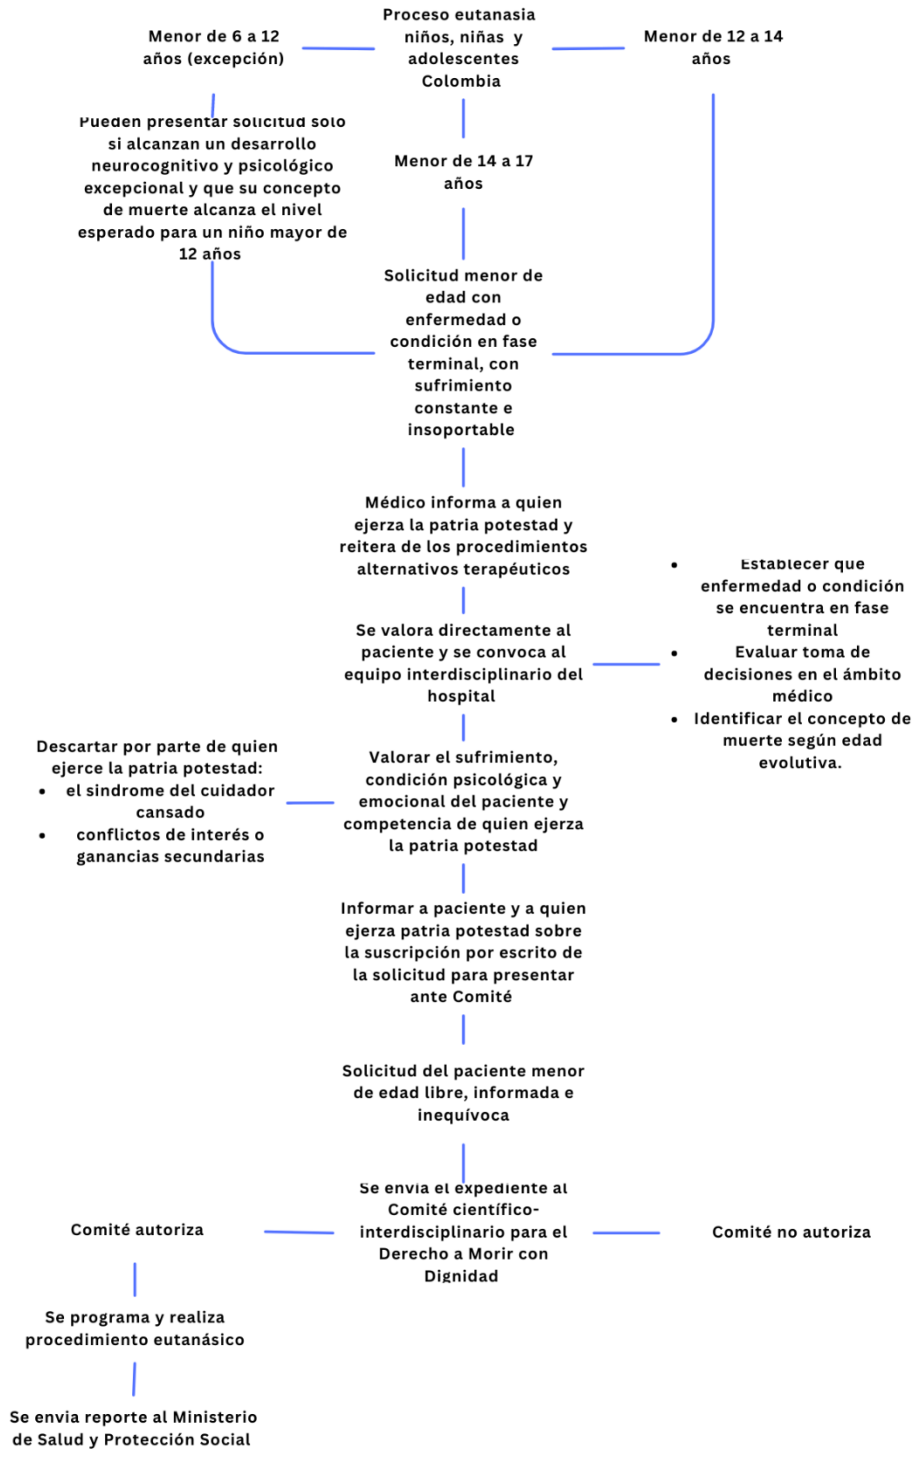 Proceso eutanasia
niños, niñas y
adolescentes
Colombia
Menor de 6 a 12
años (excepción)
Menor de 12 a 14
años
Pueden presentar solicitud solo
si alcanzan un desarrollo
neurocognitivo y psicológico
excepcional y que su concepto
de muerte alcanza el nivel
esperado para un niño mayor de
12 años
Menor de 14 a 17
años
Solicitud menor de
edad con
enfermedad o
condición en fase
terminal, con
sufrimiento
constante e
insoportable
Médico informa a quien
ejerza la patria potestad y
reitera de los procedimientos
alternativos terapéuticos
Se valora directamente al
paciente y se convoca al
equipo interdisciplinario del
hospital
• Establecer que
enfermedad o condición
se encuentra en fase
terminal
• Evaluar toma de
decisiones en el ámbito
médico
• Identificar el concepto de
muerte según edad
evolutiva.
Descartar por parte de quien
ejerce la patria potestad:
• el sindrome del cuidador
cansado
• conflictos de interés o
ganancias secundarias
Valorar el sufrimiento,
condición psicológica y
emocional del paciente y
competencia de quien ejerza
la patria potestad
Informar a paciente y a quien
ejerza patria potestad sobre
la suscripción por escrito de
la solicitud para presentar
ante Comité
Solicitud del paciente menor
de edad libre, informada e
inequívoca
Se envía el expediente al
Comité científico-
interdisciplinario para el
Derecho a Morir con
Dignidad
Comité autoriza
Comité no autoriza
Se programa y realiza
procedimiento eutanásico
Se envia reporte al Ministerio
de Salud y Protección Social